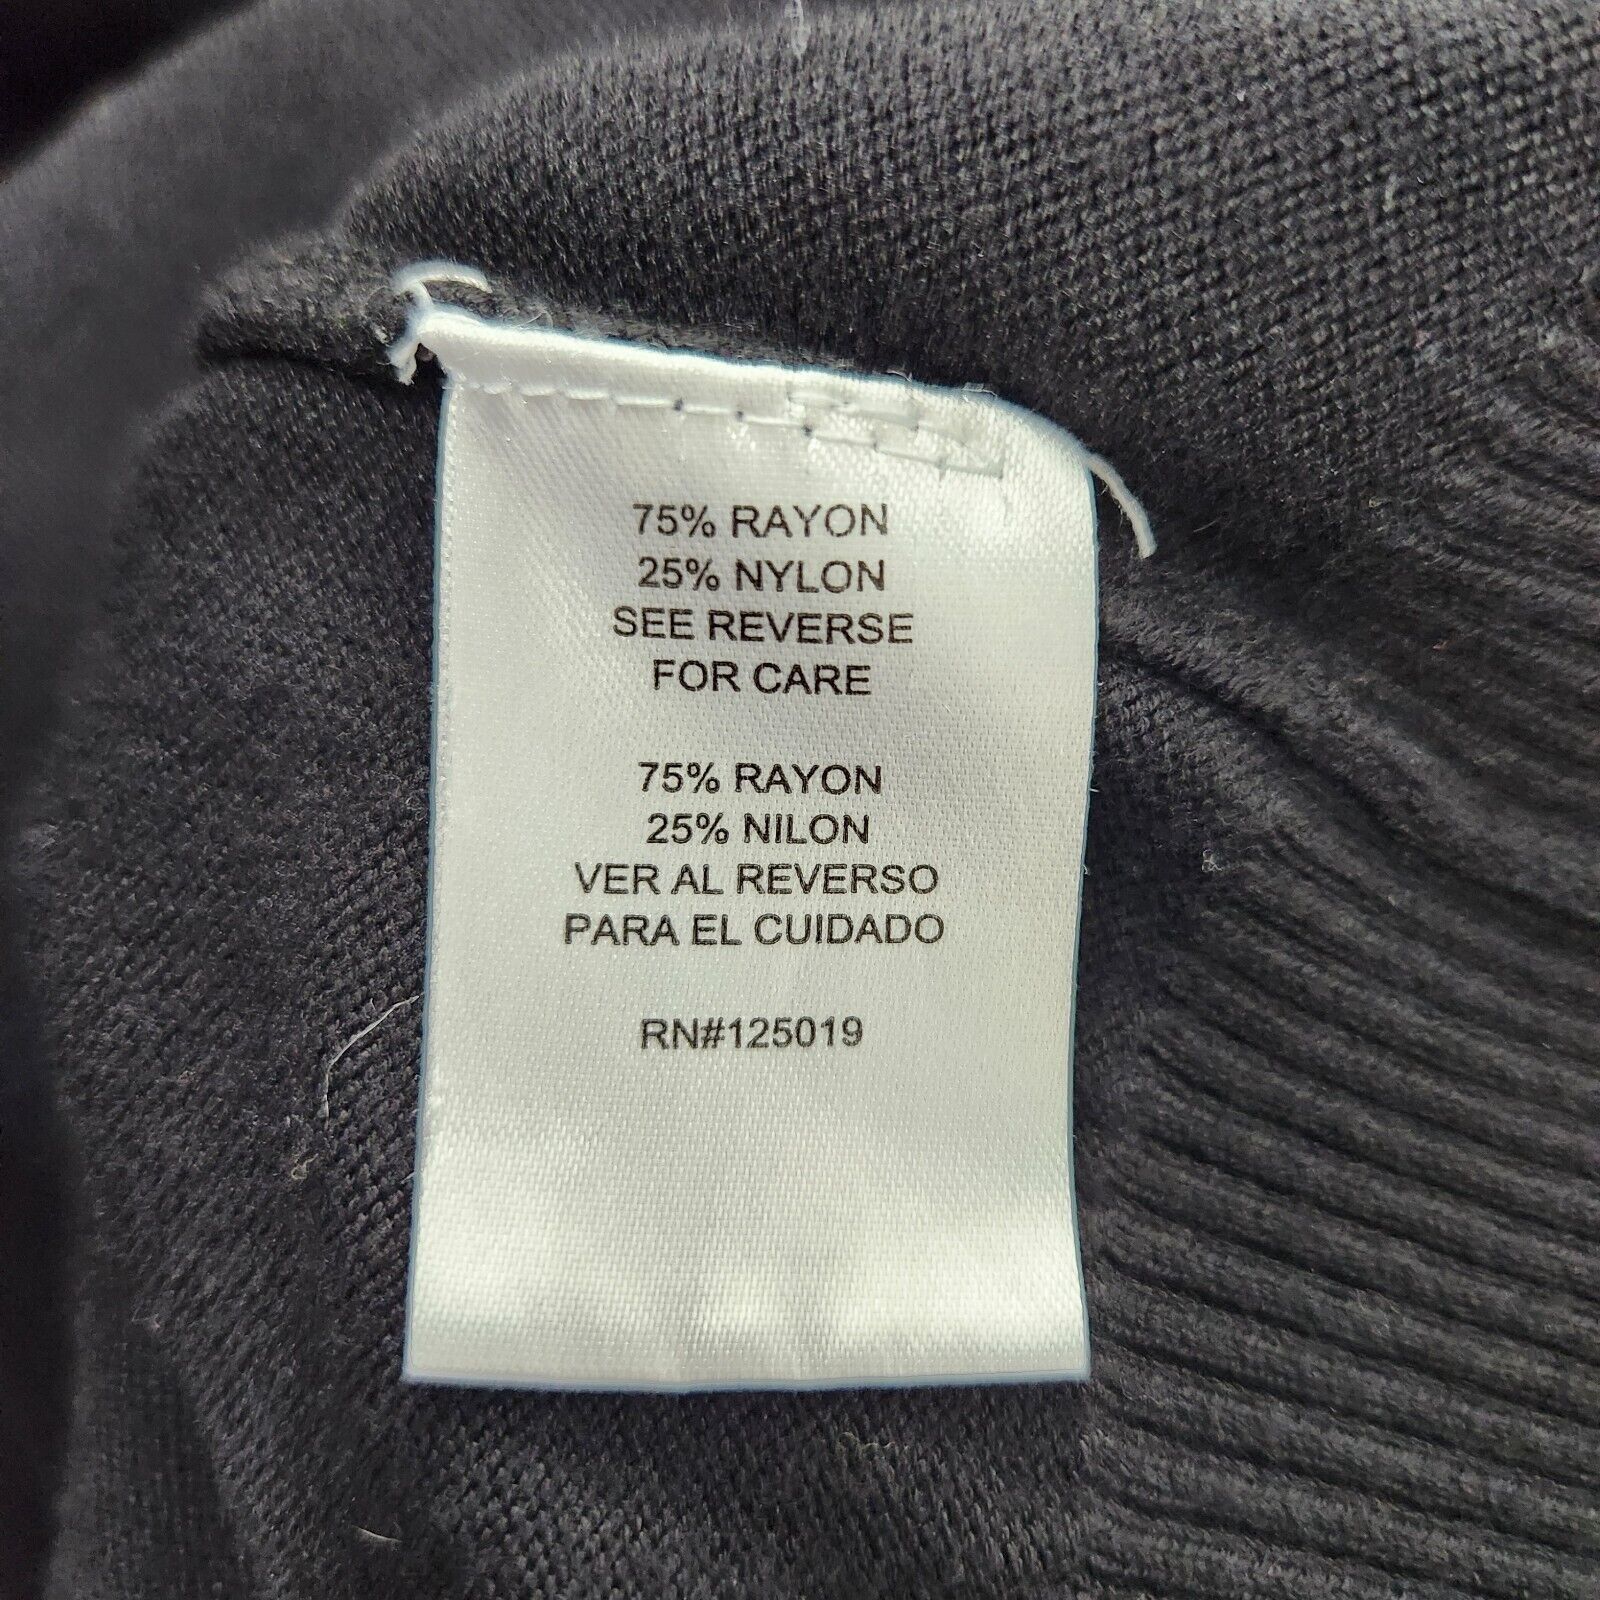 75% RAYON
25% NYLON
SEE REVERSE
FOR CARE
75% RAYON
25% NILON
VER AL REVERSO
PARA EL CUIDADO
RN#125019